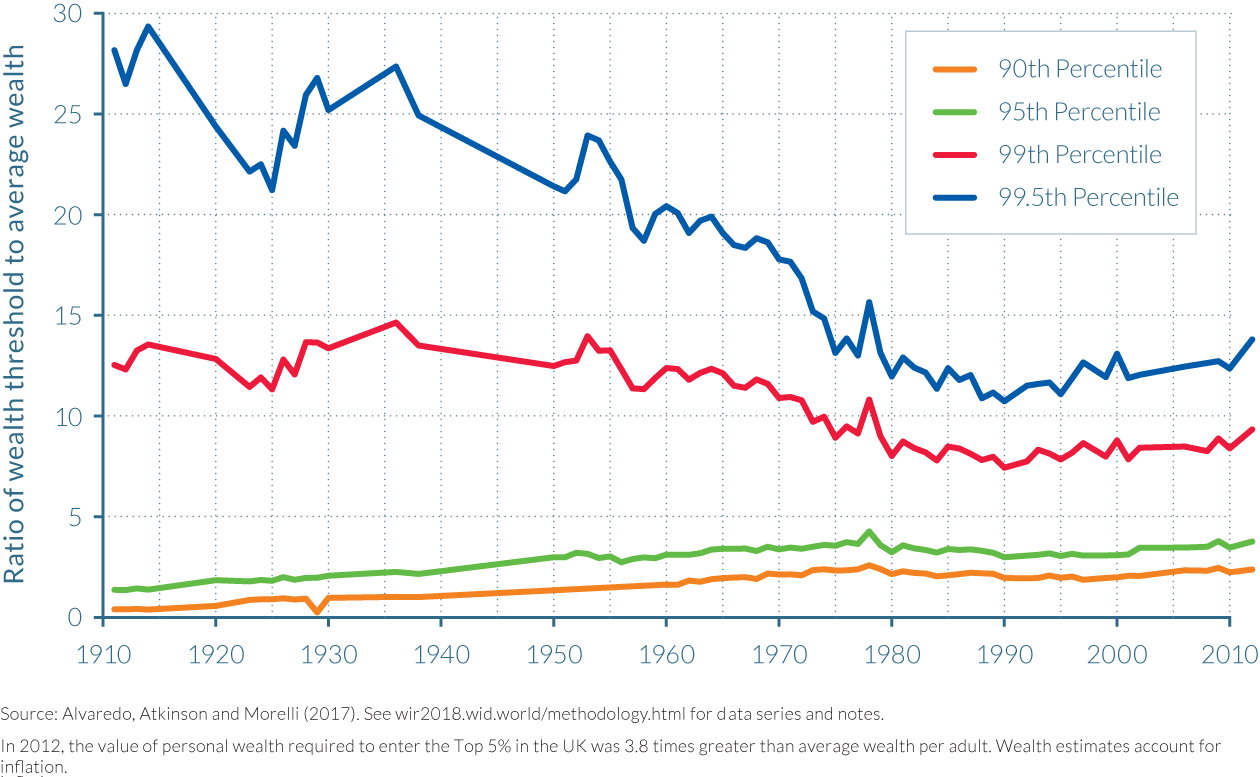 30
25
20
15
10
5
0
Ratio of wealth threshold to average wealth
90th Percentile
95th Percentile
99th Percentile
99.5th Percentile
1910 1920 1930 1940 1950 1960 1970 1980 1990 2000 2010
Source: Alvaredo, Atkinson and Morelli (2017). See wir2018.wid.world/methodology.html for data series and notes.
In 2012, the value of personal wealth required to enter the Top 5% in the UK was 3.8 times greater than average wealth per adult. Wealth estimates account for
inflation.